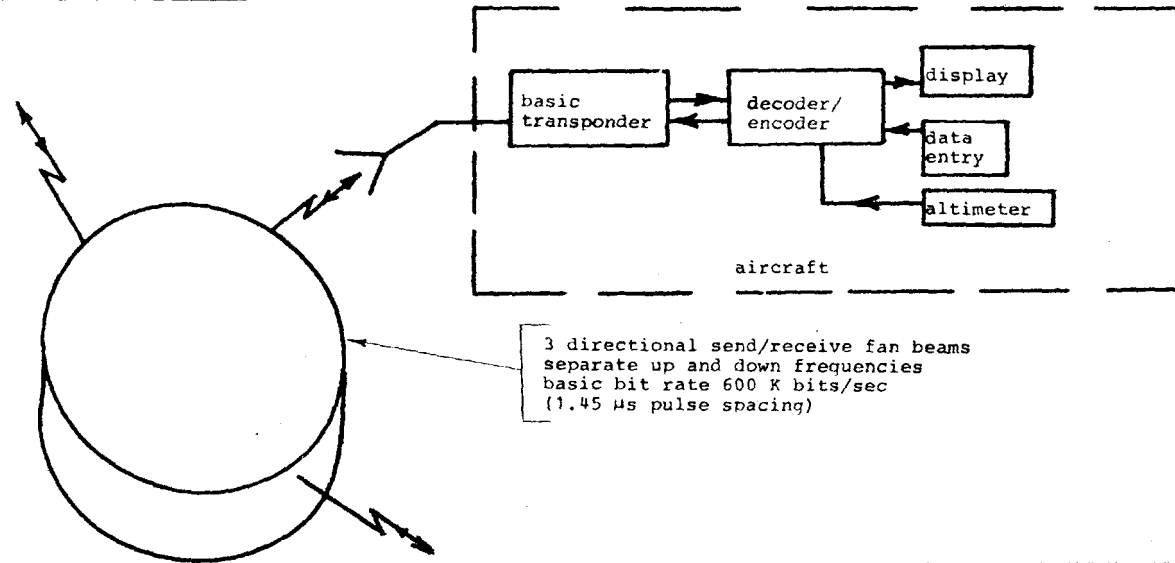 basic
transponder
decoder/
encoder
display
data
entry
altimeter
aircraft
3 directional send/receive fan beams
separate up and down frequencies
basic bit rate 600 K bits/sec
(1.45 µs pulse spacing)